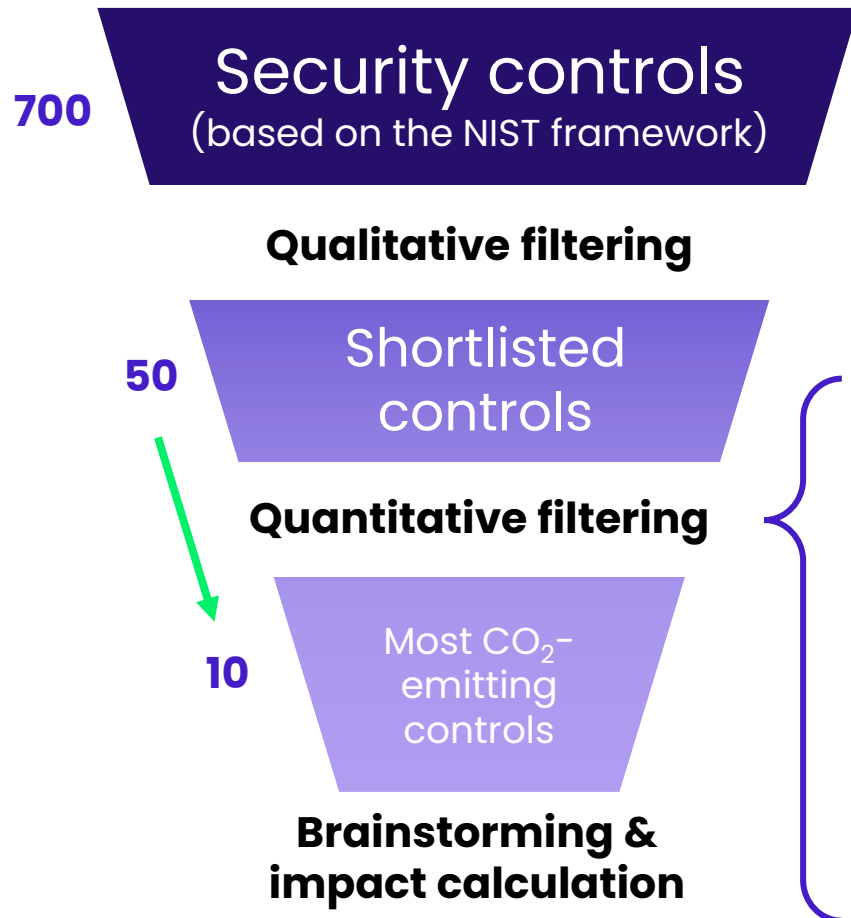 700
Security controls
(based on the NIST framework)
Qualitative filtering
50
Shortlisted
controls
Quantitative filtering
10
Most CO₂-
emitting
controls
Brainstorming &
impact calculation